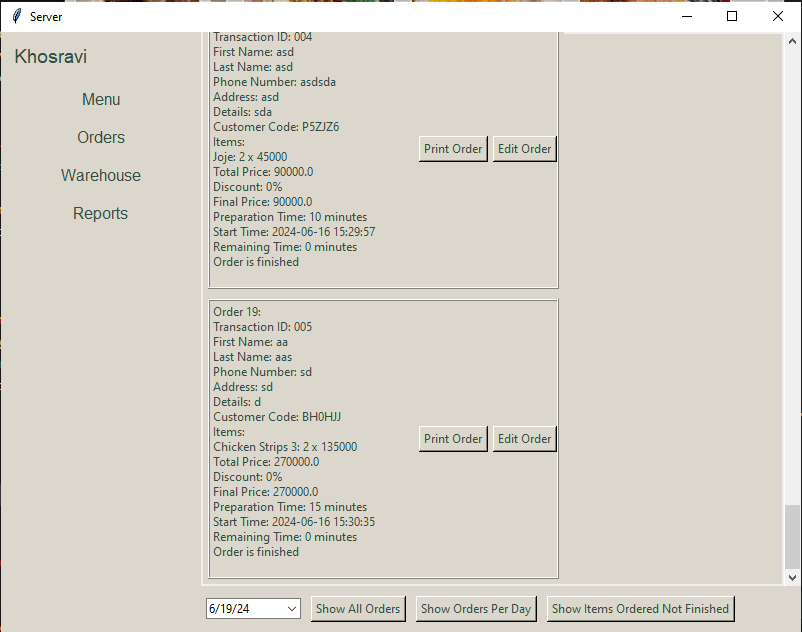 Server
Khosravi
Menu
Orders
Warehouse
Reports
Transaction ID: 004
First Name: asd
Last Name: asd
Phone Number: asdsda
Address: asd
Details: sda
Customer Code: P5ZJZ6
Items:
Joje: 2 x 45000
Total Price: 90000.0
Discount: 0%
Final Price: 90000.0
Preparation Time: 10 minutes
Start Time: 2024-06-16 15:29:57
Remaining Time: 0 minutes
Order is finished
Print Order
Edit Order
Order 19:
Transaction ID: 005
First Name: aa
Last Name: aas
Phone Number: sd
Address: sd
Details: d
Customer Code: BH0HJJ
Items:
Chicken Strips 3: 2 x 135000
Total Price: 270000.0
Discount: 0%
Final Price: 270000.0
Preparation Time: 15 minutes
Start Time: 2024-06-16 15:30:35
Remaining Time: 0 minutes
Order is finished
Print Order
Edit Order
6/19/24
Show All Orders
Show Orders Per Day
Show Items Ordered Not Finished